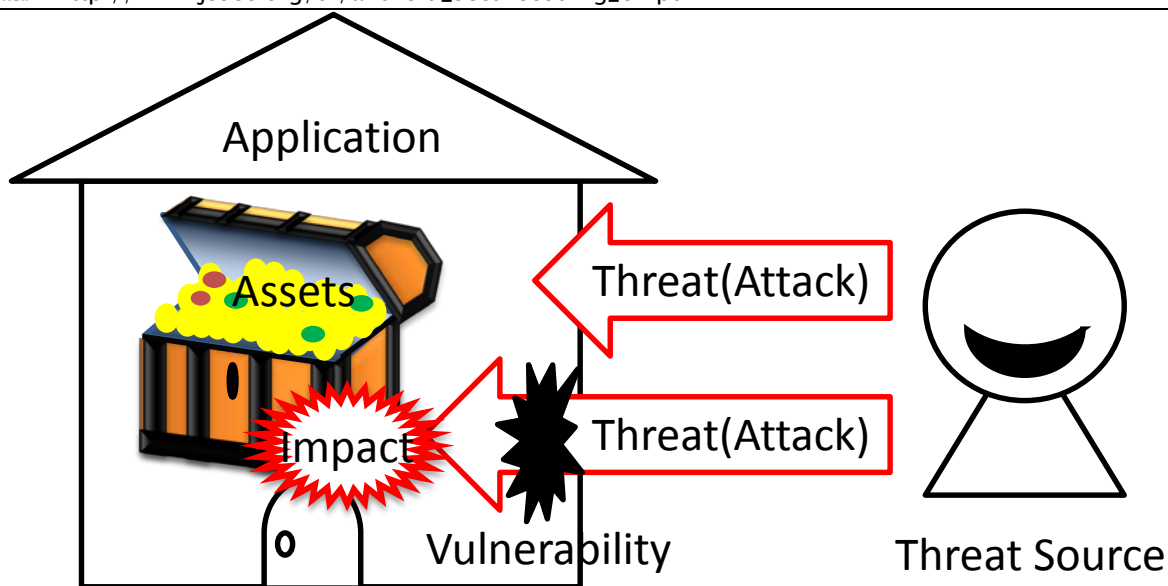 Application
Assets
Threat(Attack)
Threat(Attack)
Impact
Vulnerability
Threat Source